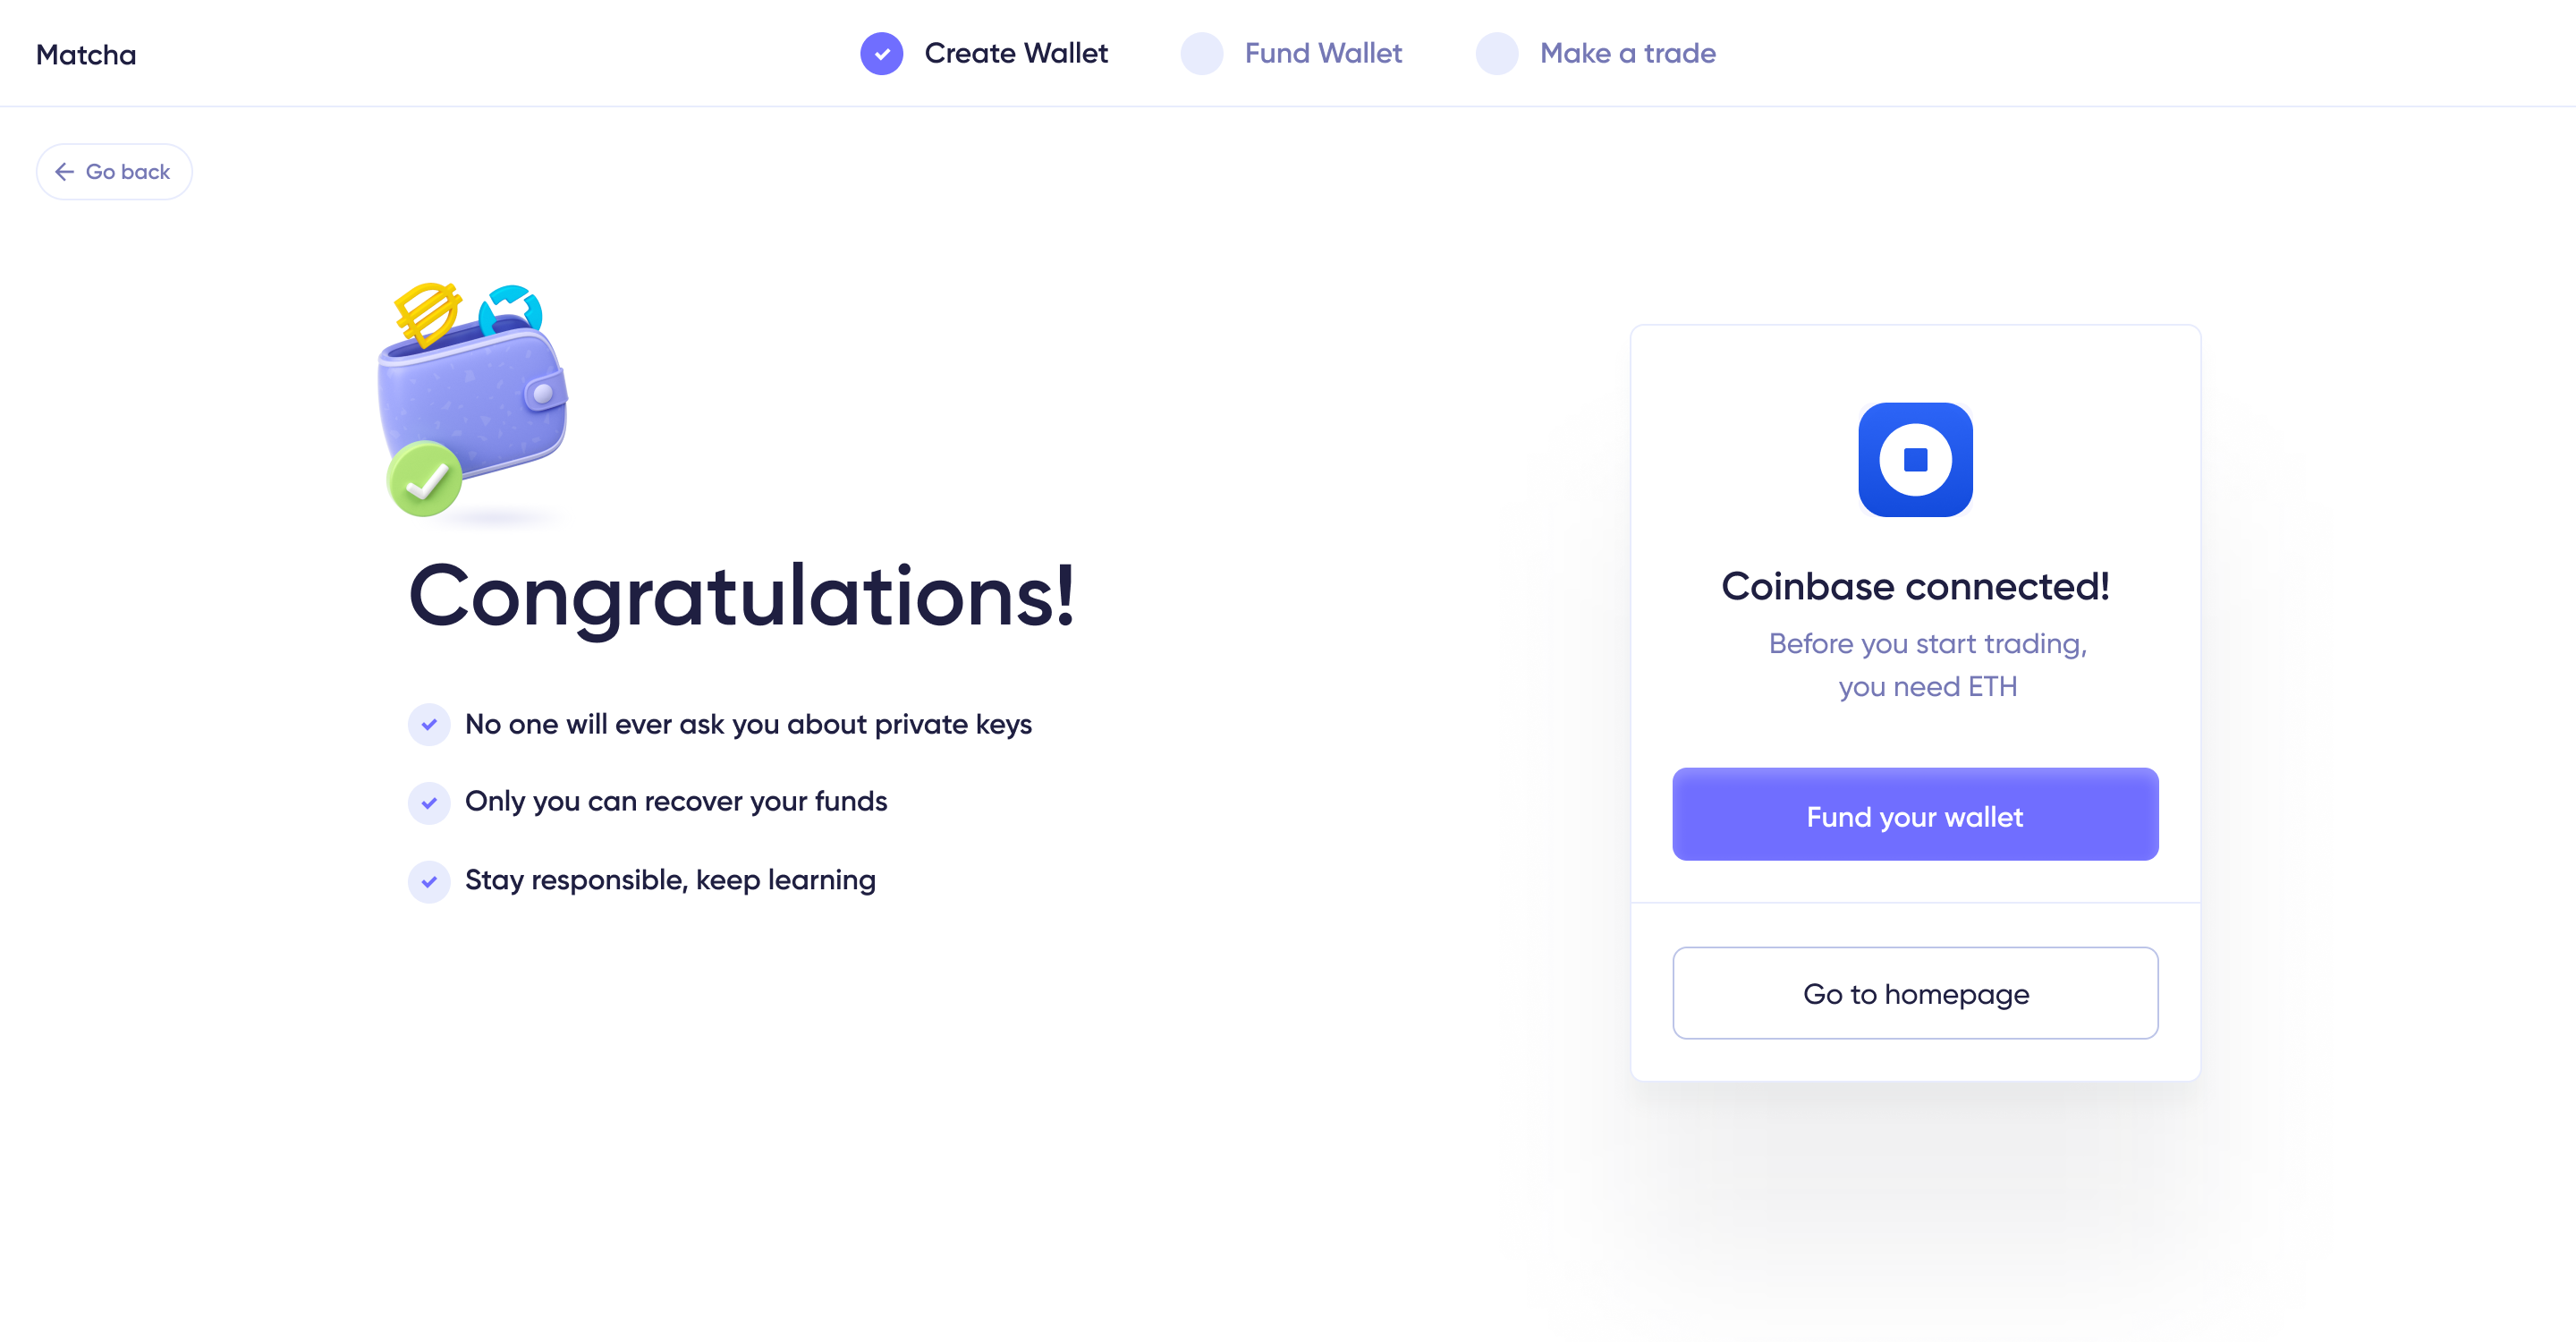 Matcha
Create Wallet
Fund Wallet
Make a trade
Go back
Congratulations!
No one will ever ask you about private keys
Only you can recover your funds
Stay responsible, keep learning
Coinbase connected!
Before you start trading,
you need ETH
Fund your wallet
Go to homepage